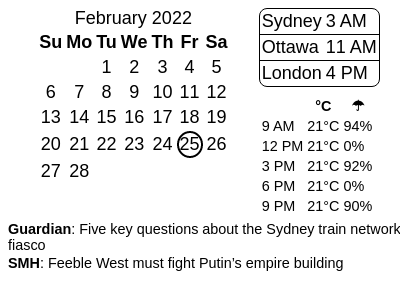 February 2022
Su Mo Tu We Th Fr Sa
1 2 3 4 5
6 7 8 9 10 11 12
13 14 15 16 17 18 19
20 21 22 23 24 25 26
27 28
Sydney 3 AM
Ottawa 11 AM
London 4 PM
°C ☂
9 AM 21°C 94%
12 PM 21°C 0%
3 PM 21°C 92%
6 PM 21°C 0%
9 PM 21°C 90%
Guardian: Five key questions about the Sydney train network
fiasco
SMH: Feeble West must fight Putin's empire building